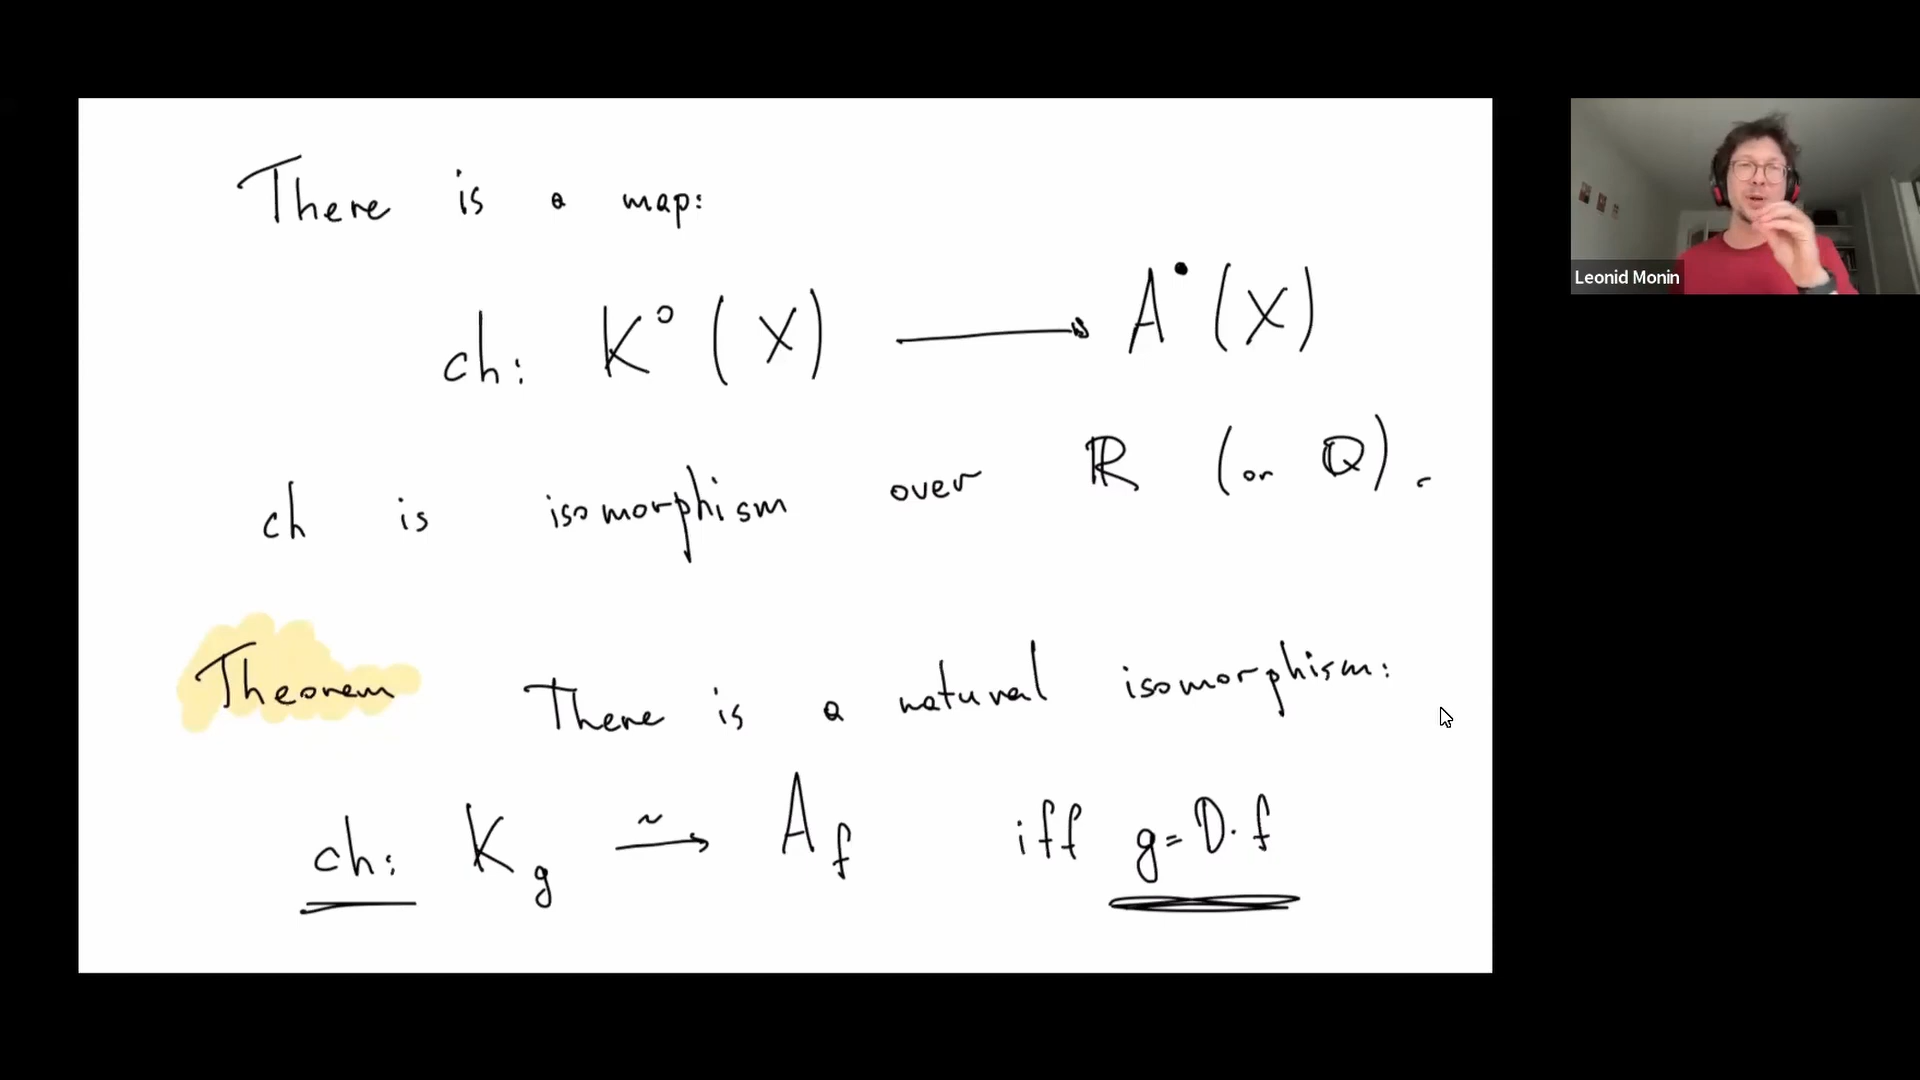 There is a map:
ch: K° (X) ⟶ A• (X)
ch is isomorphism over ℝ (or ℚ).
Theorem There is a natural isomorphism:
ch: K_g ⥲ A_f iff g = D·f
Leonid Monin